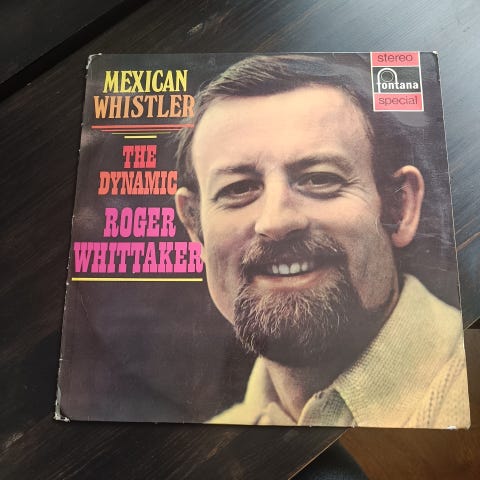 MEXICAN
WHISTLER
THE
DYNAMIC
ROGER
WHITTAKER
stereo
fontana
special